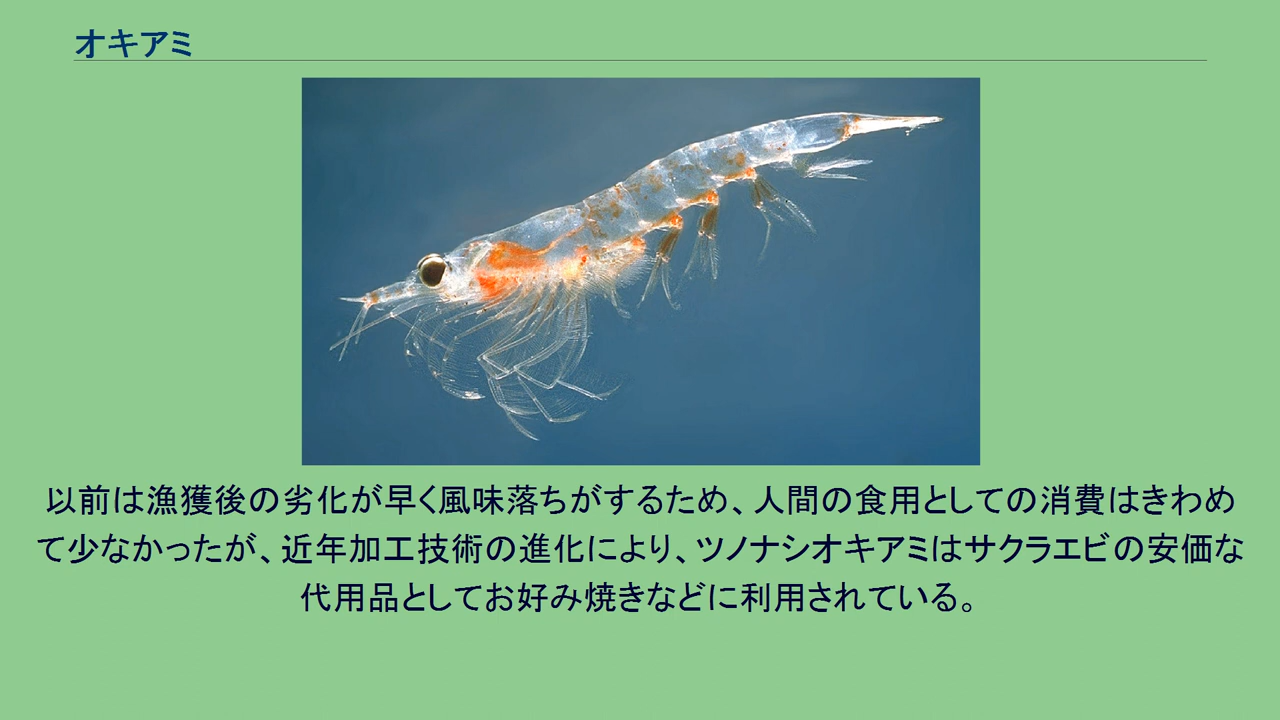 オキアミ
以前は漁獲後の劣化が早く風味落ちがするため、人間の食用としての消費はきわめ
て少なかったが、近年加工技術の進化により、ツノナシオキアミはサクラエビの安価な
代用品としてお好み焼きなどに利用されている。